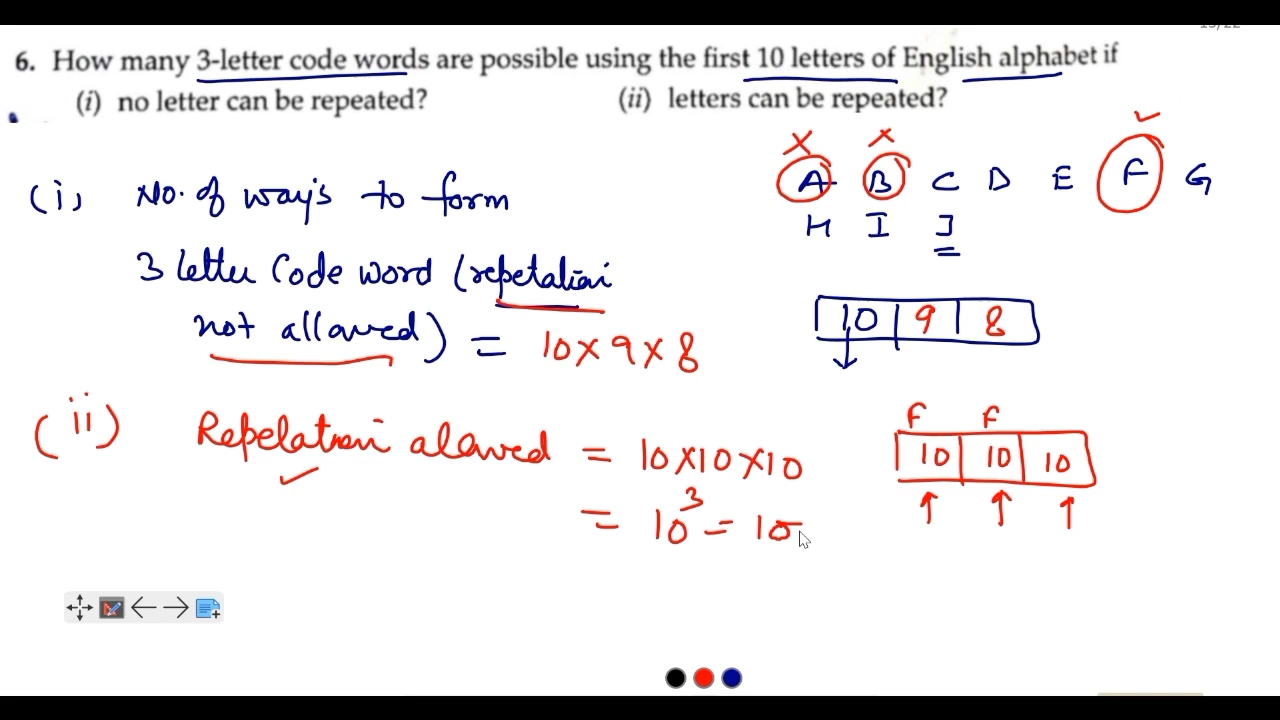 6. How many 3-letter code words are possible using the first 10 letters of English alphabet if
(i) no letter can be repeated? (ii) letters can be repeated?
A B C D E F G
H I J
(i) No. of ways to form
3 letter Code word (repetation
not allowed) = 10×9×8
10 9 8
(ii) Repetation allowed = 10×10×10
F F
10 10 10
= 10³ = 10